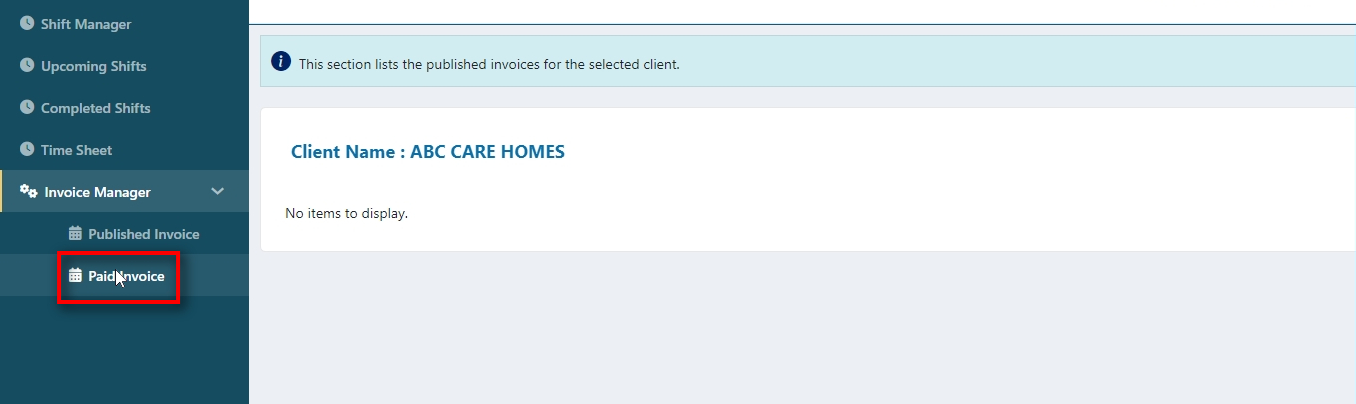 Shift Manager
Upcoming Shifts
Completed Shifts
Time Sheet
Invoice Manager
Published Invoice
Paid Invoice
This section lists the published invoices for the selected client.
Client Name : ABC CARE HOMES
No items to display.